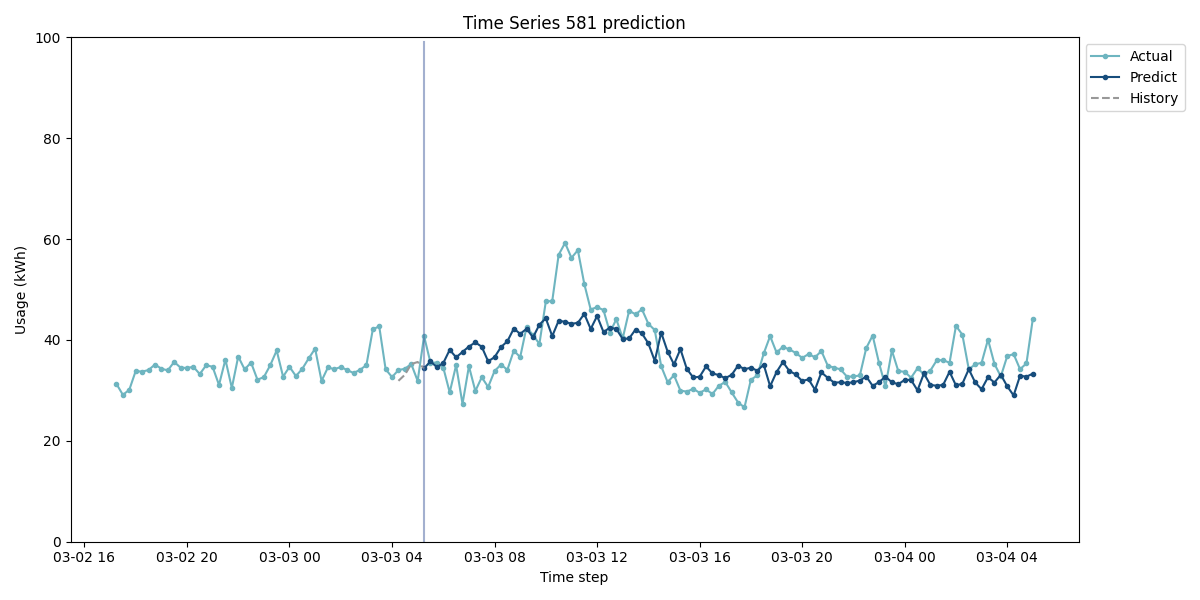 Time Series 581 prediction
Actual
Predict
History
Usage (kWh)
100
80
60
40
20
0
03-02 16
03-02 20
03-03 00
03-03 04
03-03 08
03-03 12
03-03 16
03-03 20
03-04 00
03-04 04
Time step